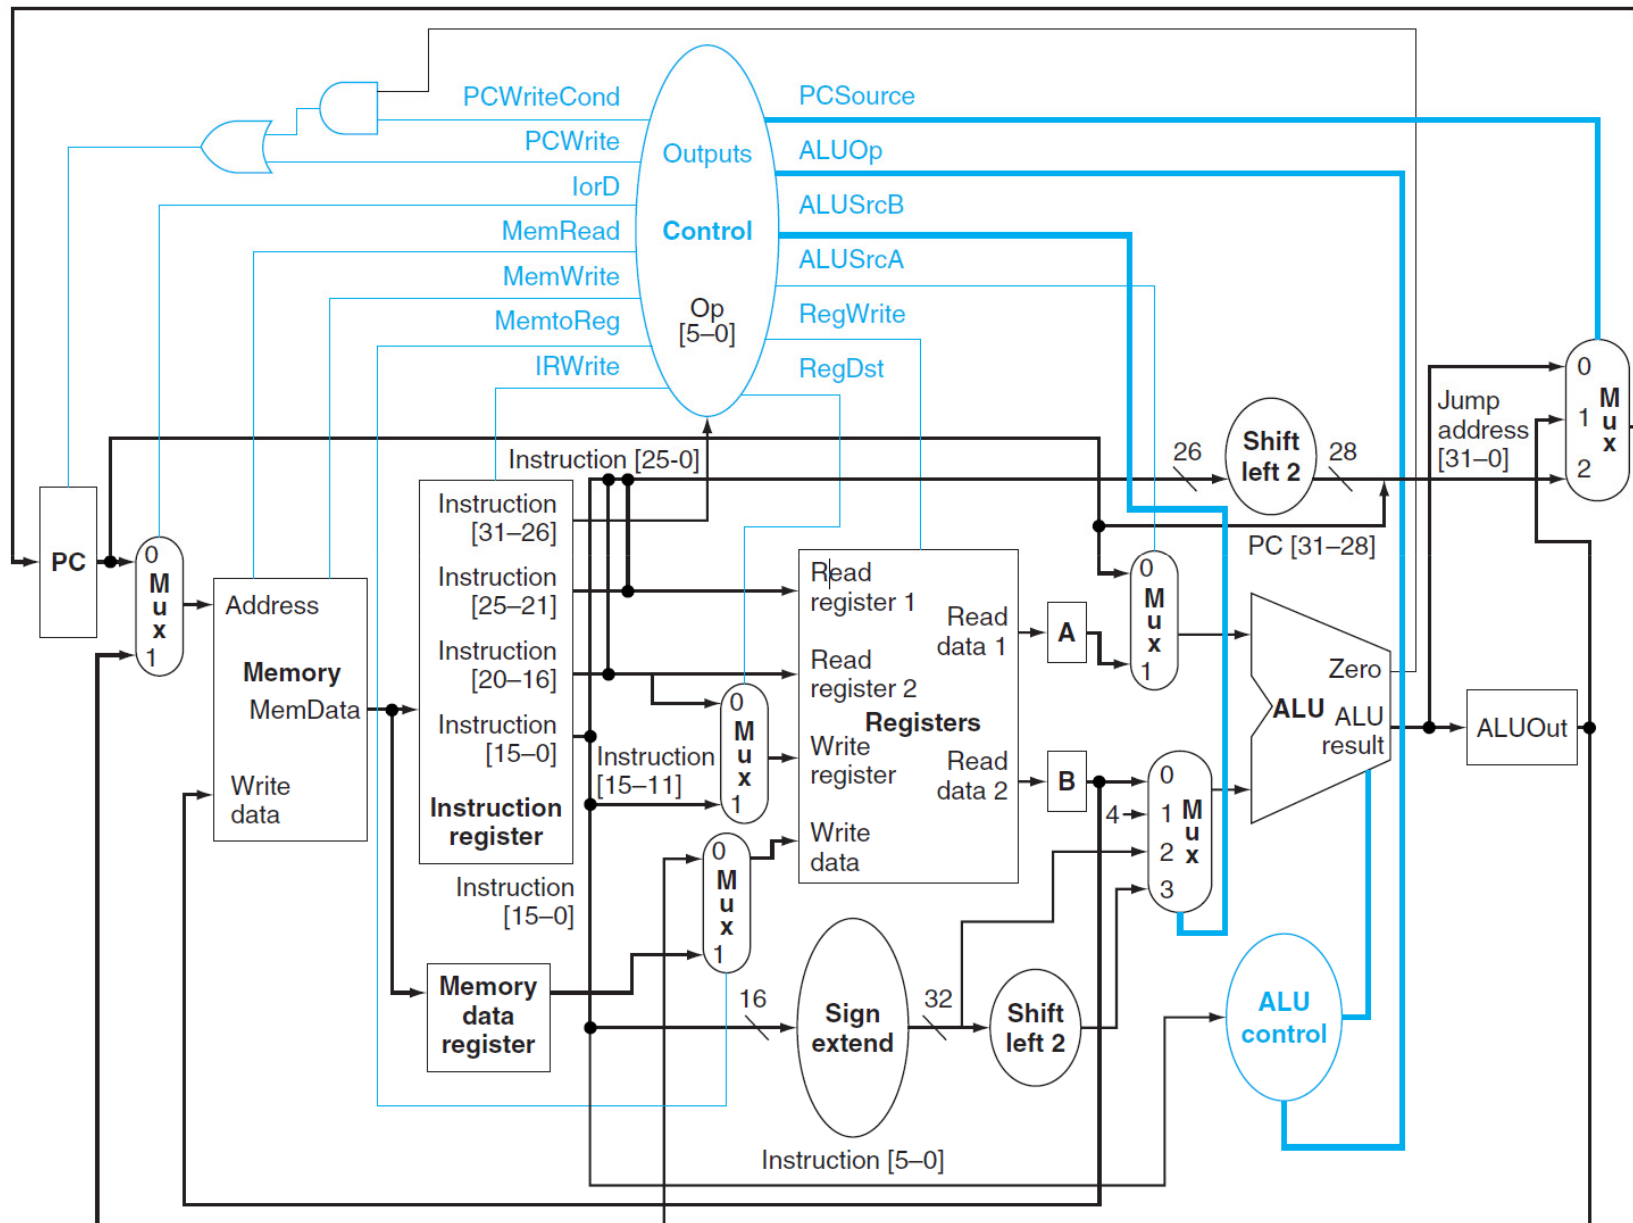 PCWriteCond
PCWrite
IorD
MemRead
MemWrite
MemtoReg
IRWrite
Outputs
Control
Op
[5–0]
PCSource
ALUOp
ALUSrcB
ALUSrcA
RegWrite
RegDst
PC
0
M
u
x
1
Address
Memory
MemData
Write
data
Instruction [25-0]
Instruction
[31–26]
Instruction
[25–21]
Instruction
[20–16]
Instruction
[15–0]
Instruction
register
Instruction
[15–0]
Memory
data
register
Instruction
[15–11]
0
M
u
x
1
0
M
u
x
1
Read
register 1
Read
register 2
Registers
Write
register
Write
data
Read
data 1
Read
data 2
A
B
16
Sign
extend
32
Shift
left 2
Instruction [5–0]
0
M
u
x
1
0
4
1
M
u
x
2
3
26
Shift
left 2
28
PC [31–28]
Jump
address
[31–0]
0
M
1
u
x
2
Zero
ALU
ALU
result
ALUOut
ALU
control